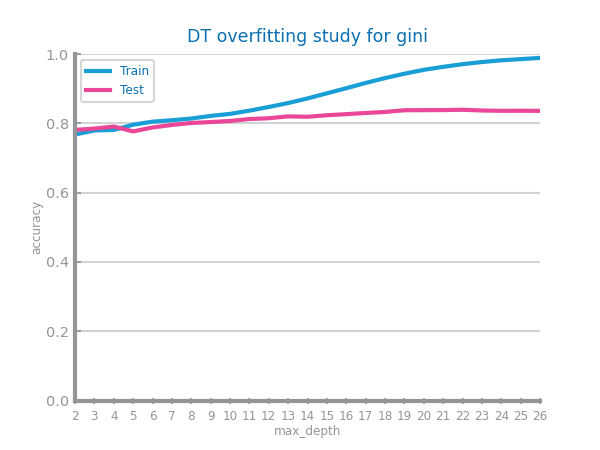 DT overfitting study for gini
1.0
0.8
0.6
0.4
0.2
0.0
accuracy
Train
Test
2 3 4 5 6 7 8 9 10 11 12 13 14 15 16 17 18 19 20 21 22 23 24 25 26
max_depth